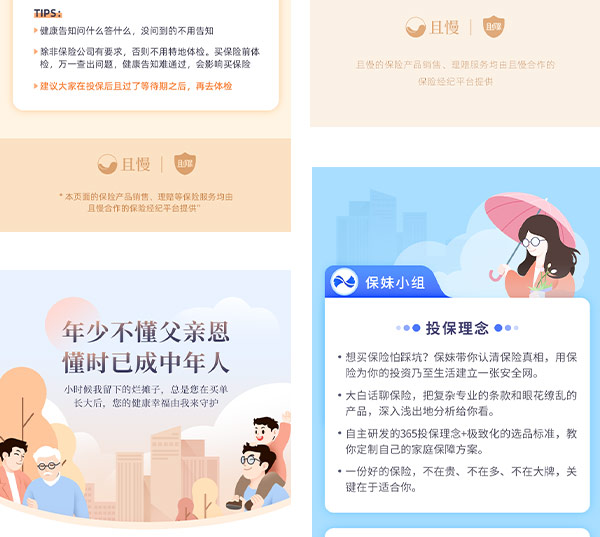 TIPS:
健康告知问什么答什么，没问到的不用告知
除非保险公司有要求，否则不用特地体检。买保险前体
检，万一查出问题，健康告知难通过，会影响买保险
建议大家在投保后且过了等待期之后，再去体检
且慢
* 本页面的保险产品销售、理赔等保险服务均由
且慢合作的保险经纪平台提供"
年少不懂父亲恩
懂时已成中年人
小时候我留下的烂摊子，总是您在买单
长大后，您的健康幸福由我来守护
且慢
且慢的保险产品销售、理赔服务均由且慢合作的
保险经纪平台提供
保妹小组
投保理念
想买保险怕踩坑？保妹带你认清保险真相，用保
险为你的投资乃至生活建立一张安全网。
大白话聊保险，把复杂专业的条款和眼花缭乱的
产品，深入浅出地分析给你看。
自主研发的365投保理念+极致化的选品标准，教
你定制自己的家庭保障方案。
一份好的保险，不在贵、不在多、不在大牌，关
键在于适合你。